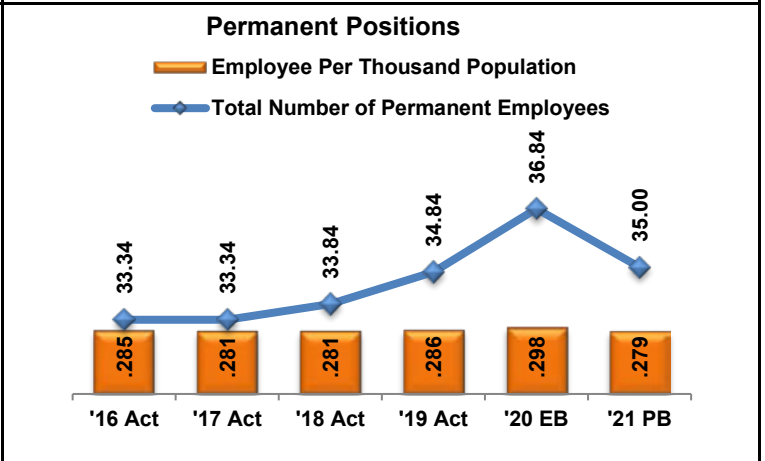 Permanent Positions
Employee Per Thousand Population
Total Number of Permanent Employees
33.34
33.34
33.84
34.84
36.84
35.00
.285
.281
.281
.286
.298
.279
'16 Act
'17 Act
'18 Act
'19 Act
'20 EB
'21 PB